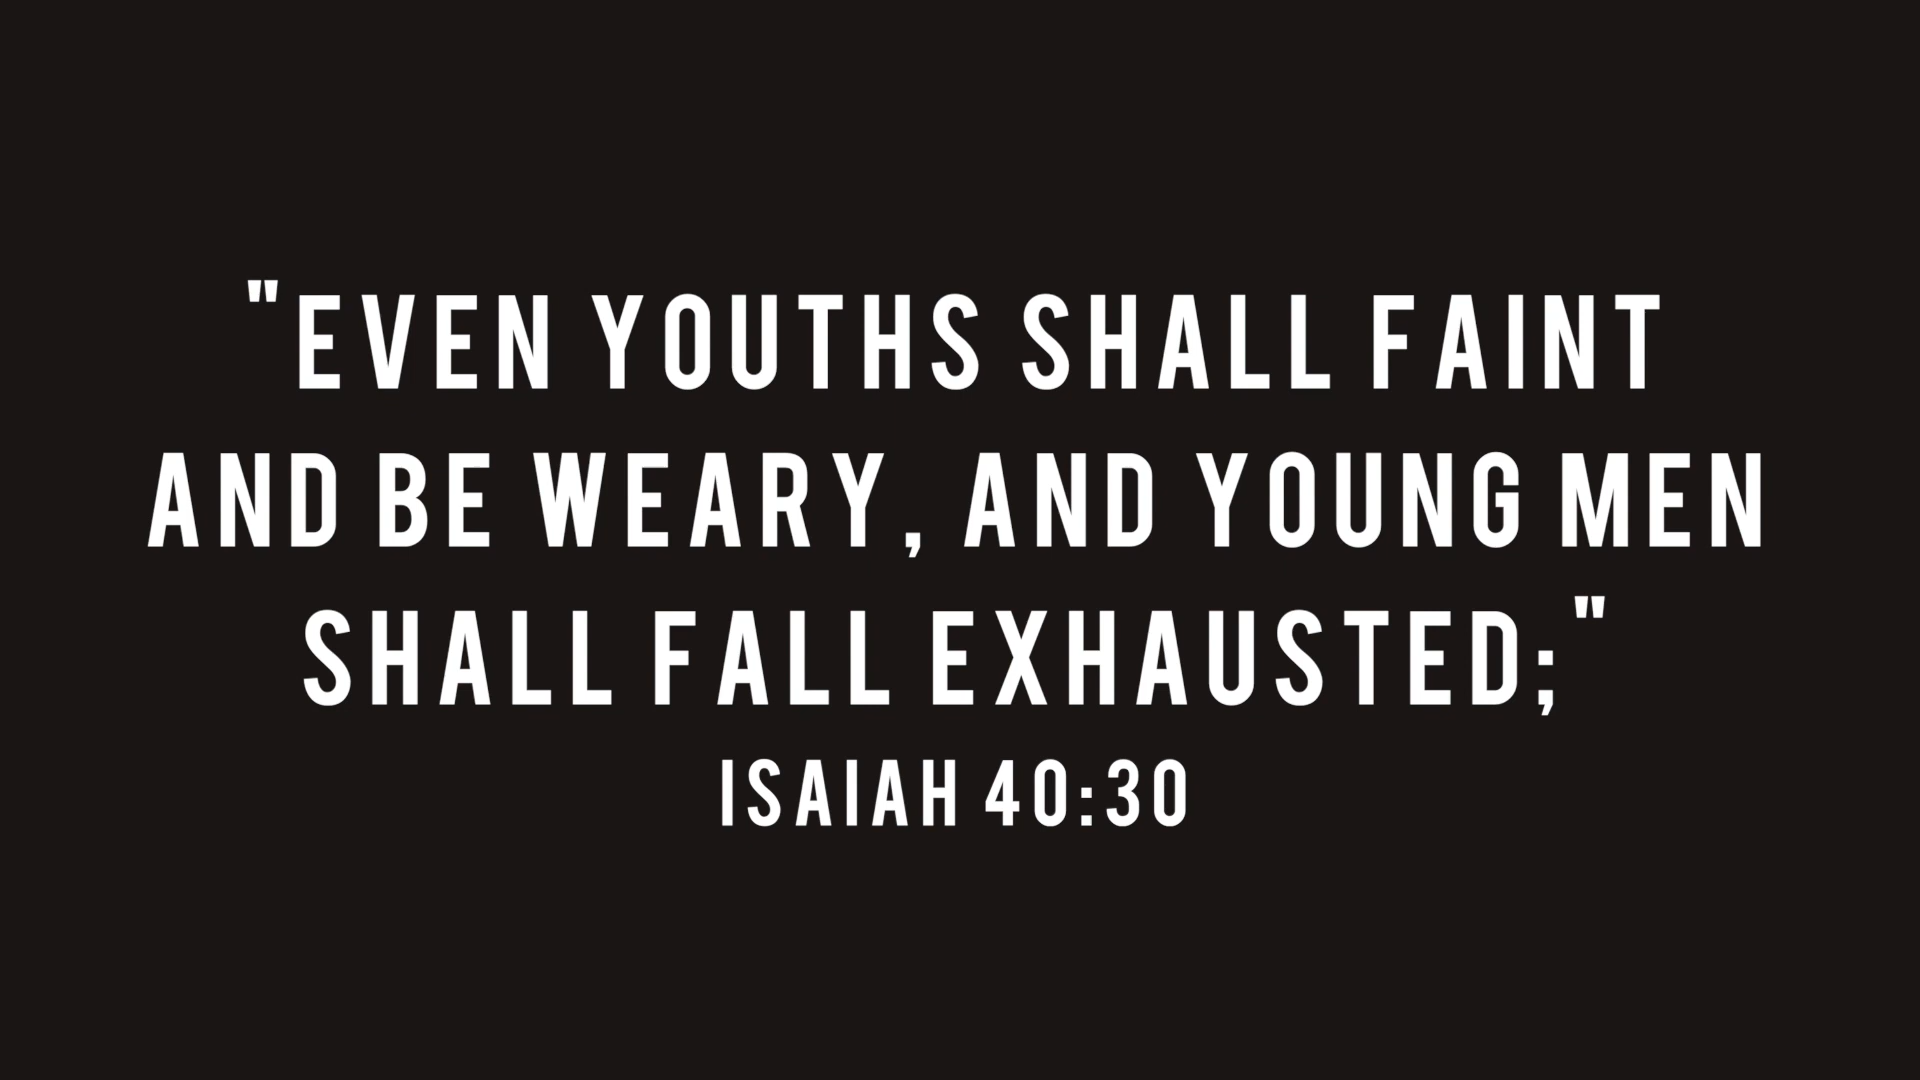 "EVEN YOUTHS SHALL FAINT
AND BE WEARY, AND YOUNG MEN
SHALL FALL EXHAUSTED;"
ISAIAH 40:30